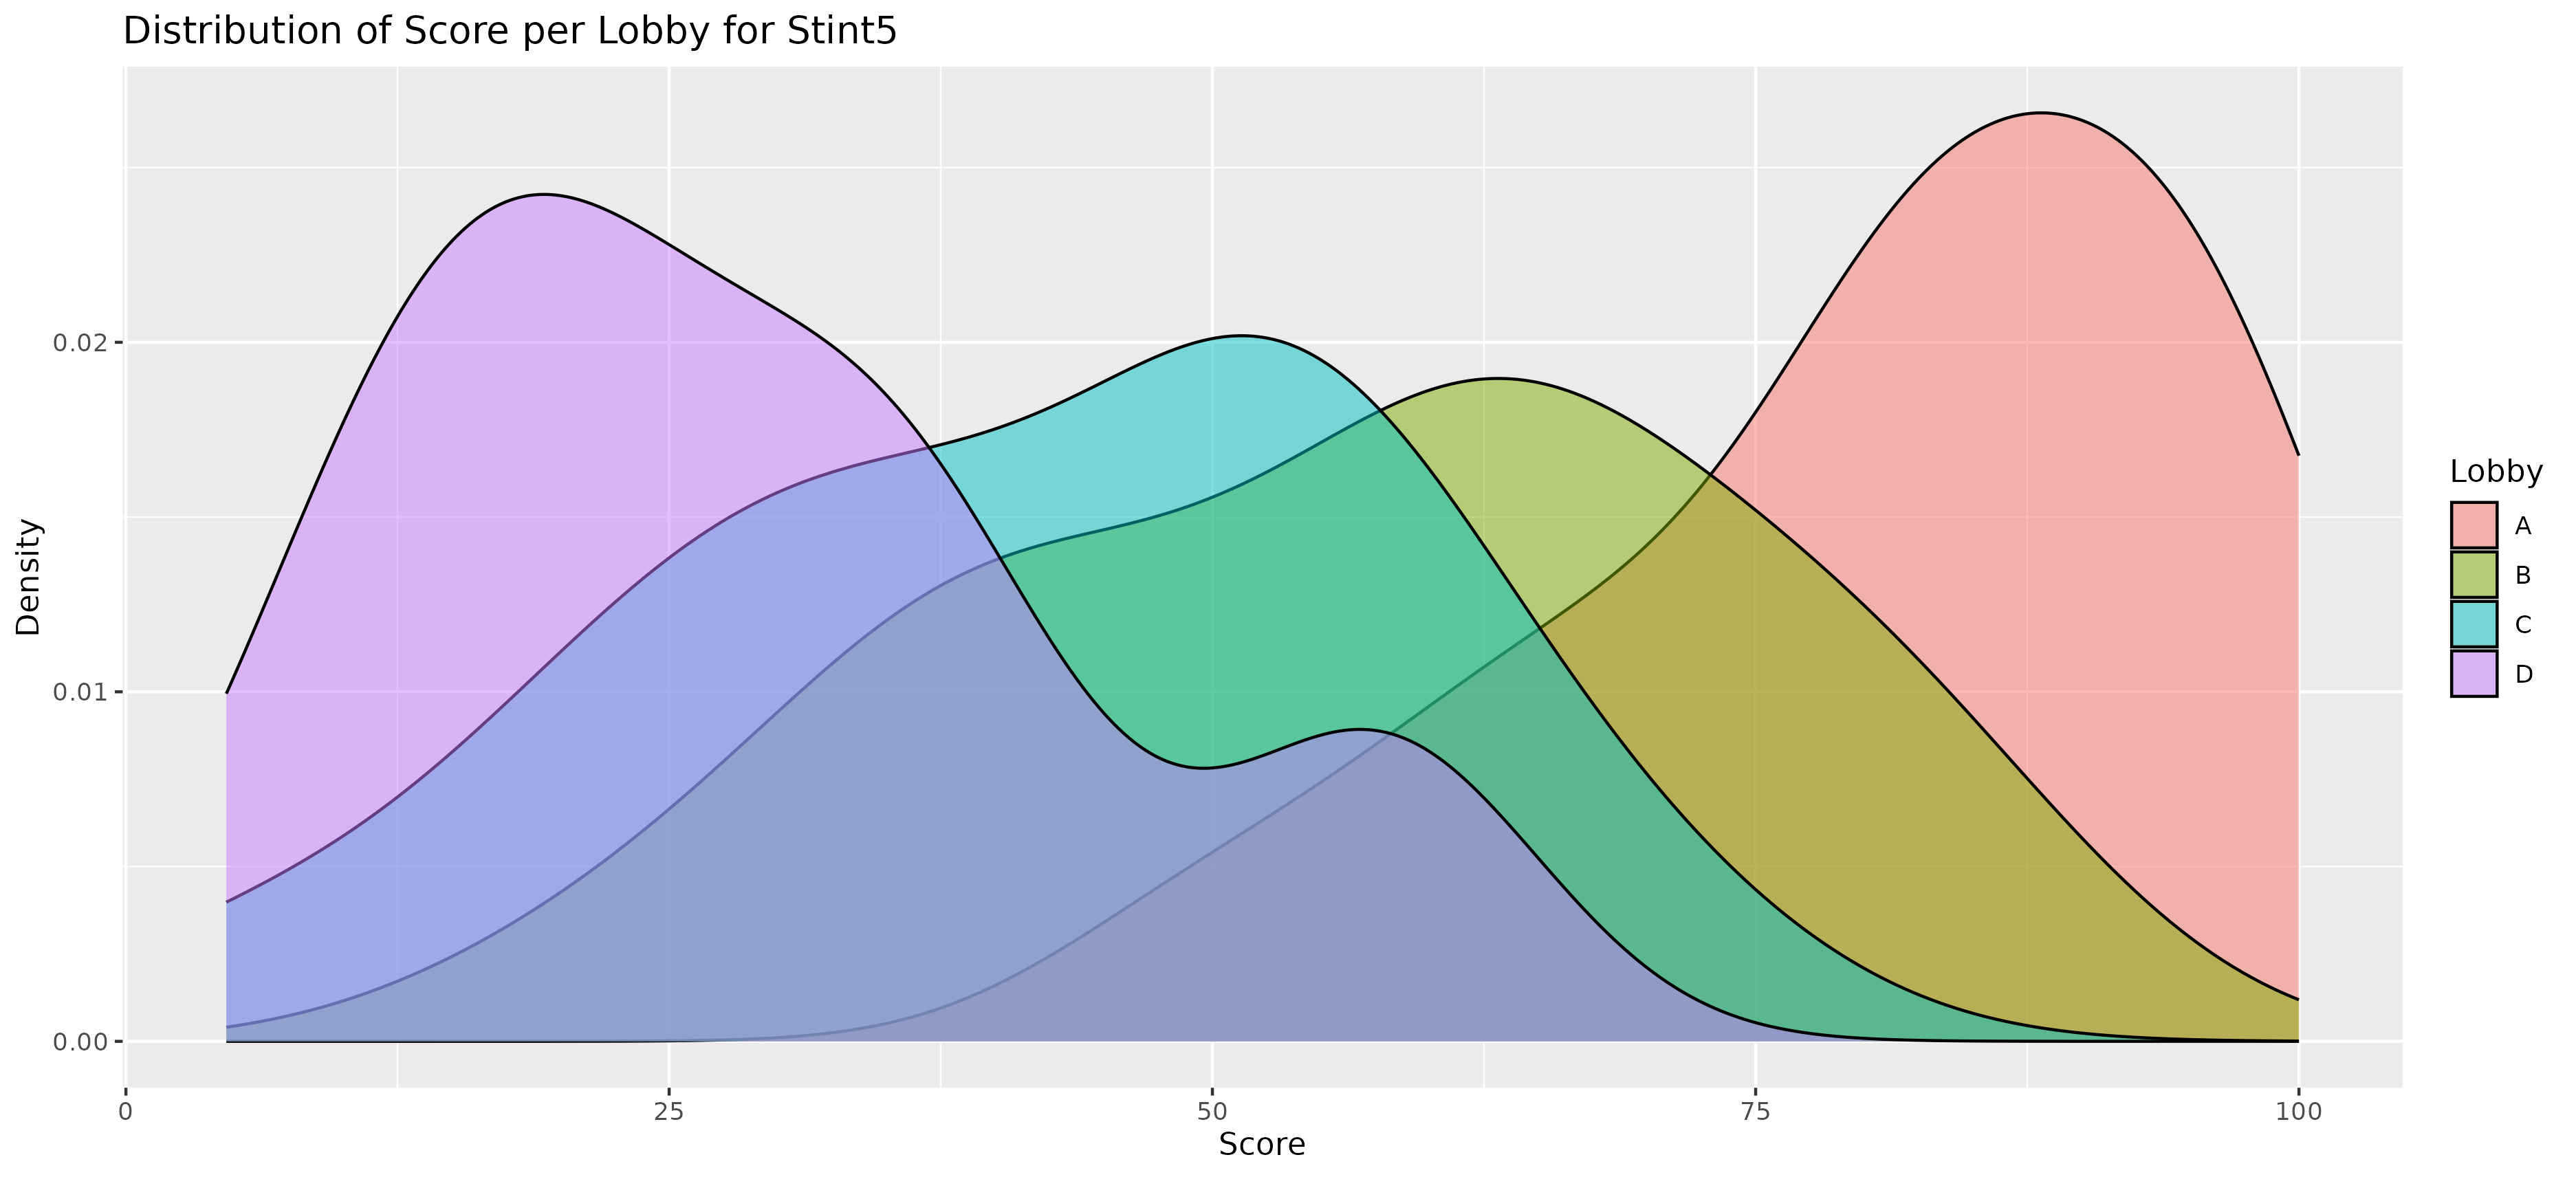 Distribution of Score per Lobby for Stint5
Density
0.02
0.01
0.00
0
25
50
75
100
Score
Lobby
A
B
C
D